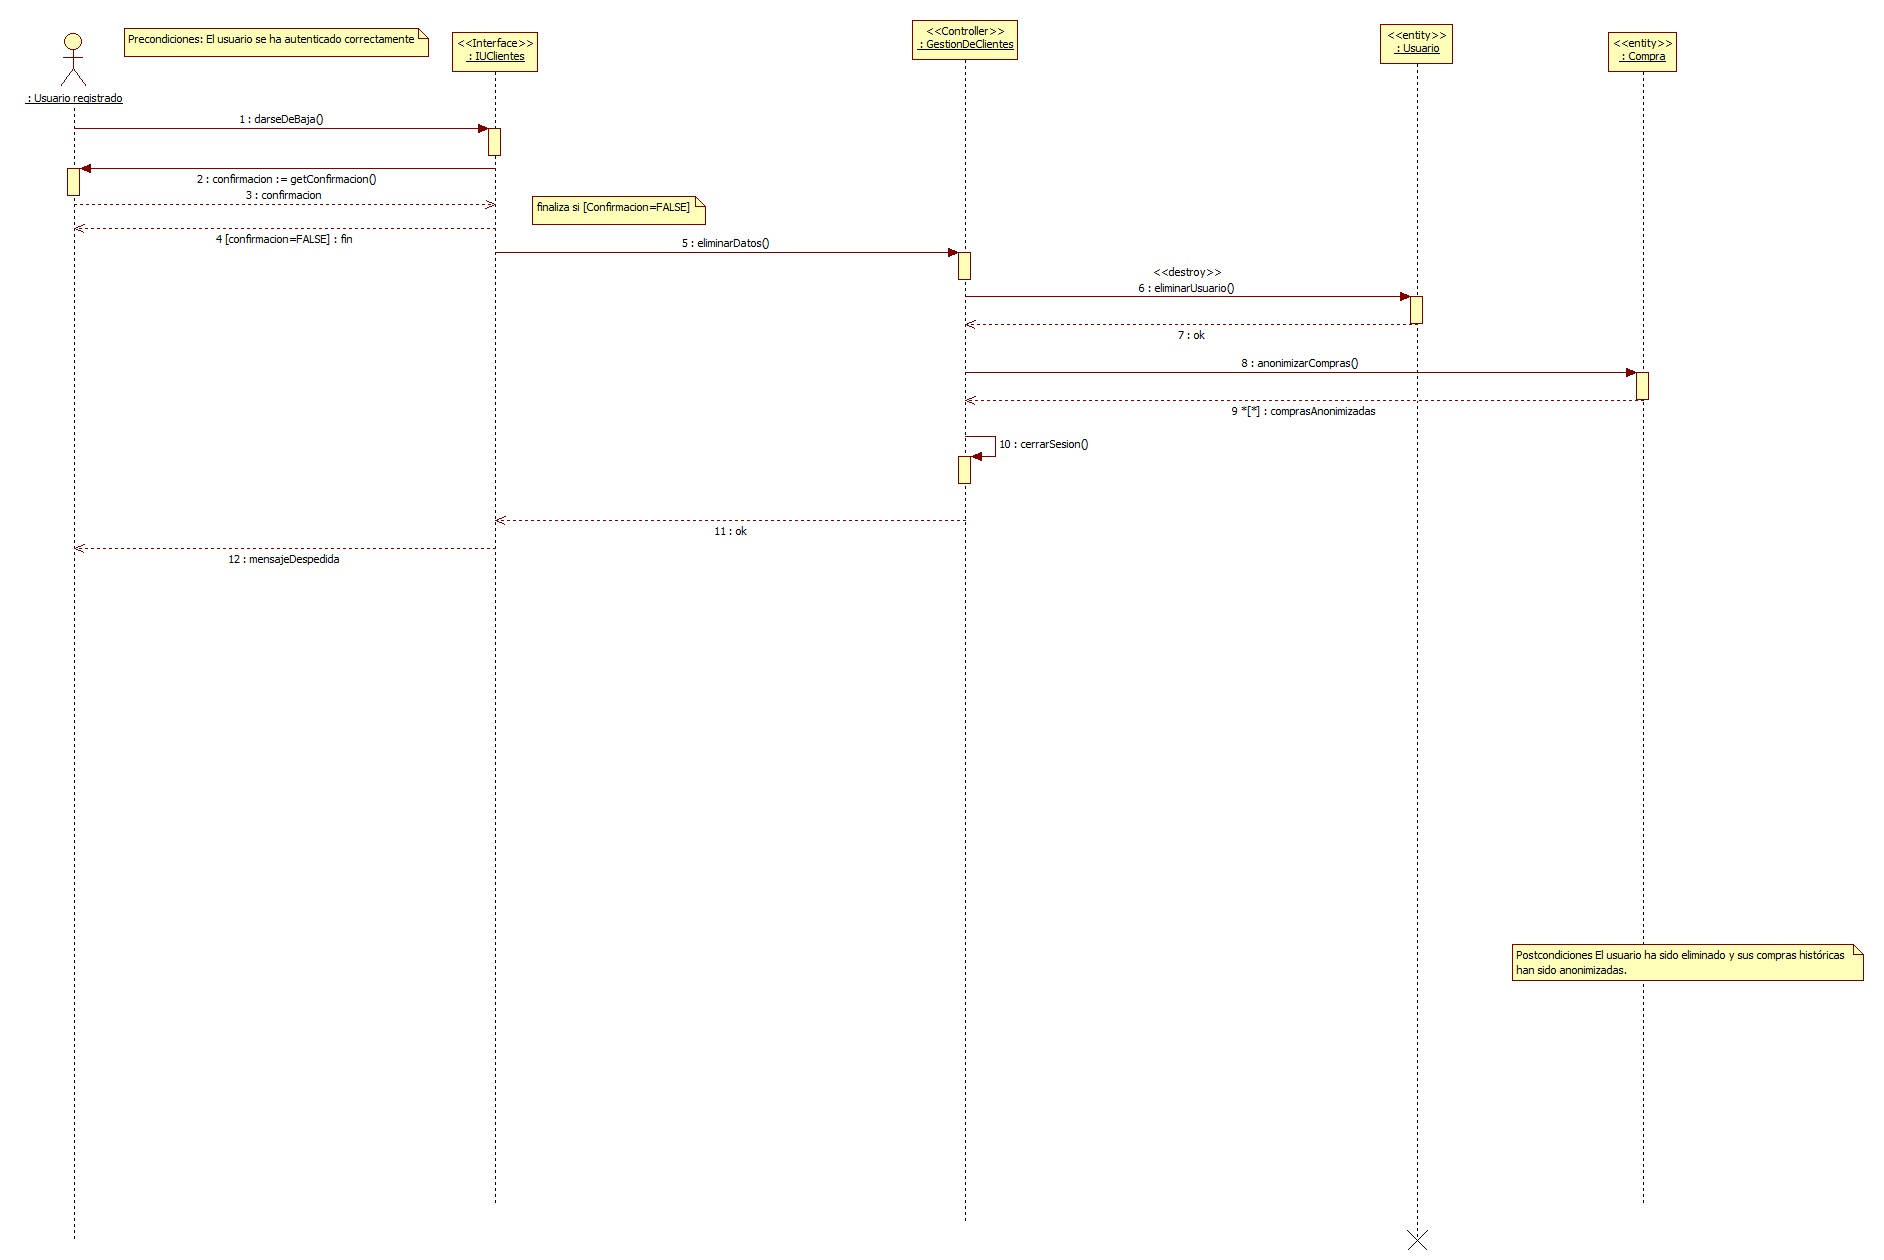 Precondiciones: El usuario se ha autenticado correctamente
: Usuario registrado
<<Interface>>
: IUClientes
<<Controller>>
: GestionDeClientes
<<entity>>
: Usuario
<<entity>>
: Compra
1 : darseDeBaja()
2 : confirmacion := getConfirmacion()
3 : confirmacion
finaliza si [Confirmacion=FALSE]
4 [confirmacion=FALSE] : fin
5 : eliminarDatos()
<<destroy>>
6 : eliminarUsuario()
7 : ok
8 : anonimizarCompras()
9 *[*] : comprasAnonimizadas
10 : cerrarSesion()
11 : ok
12 : mensajeDespedida
Postcondiciones El usuario ha sido eliminado y sus compras históricas
han sido anonimizadas.